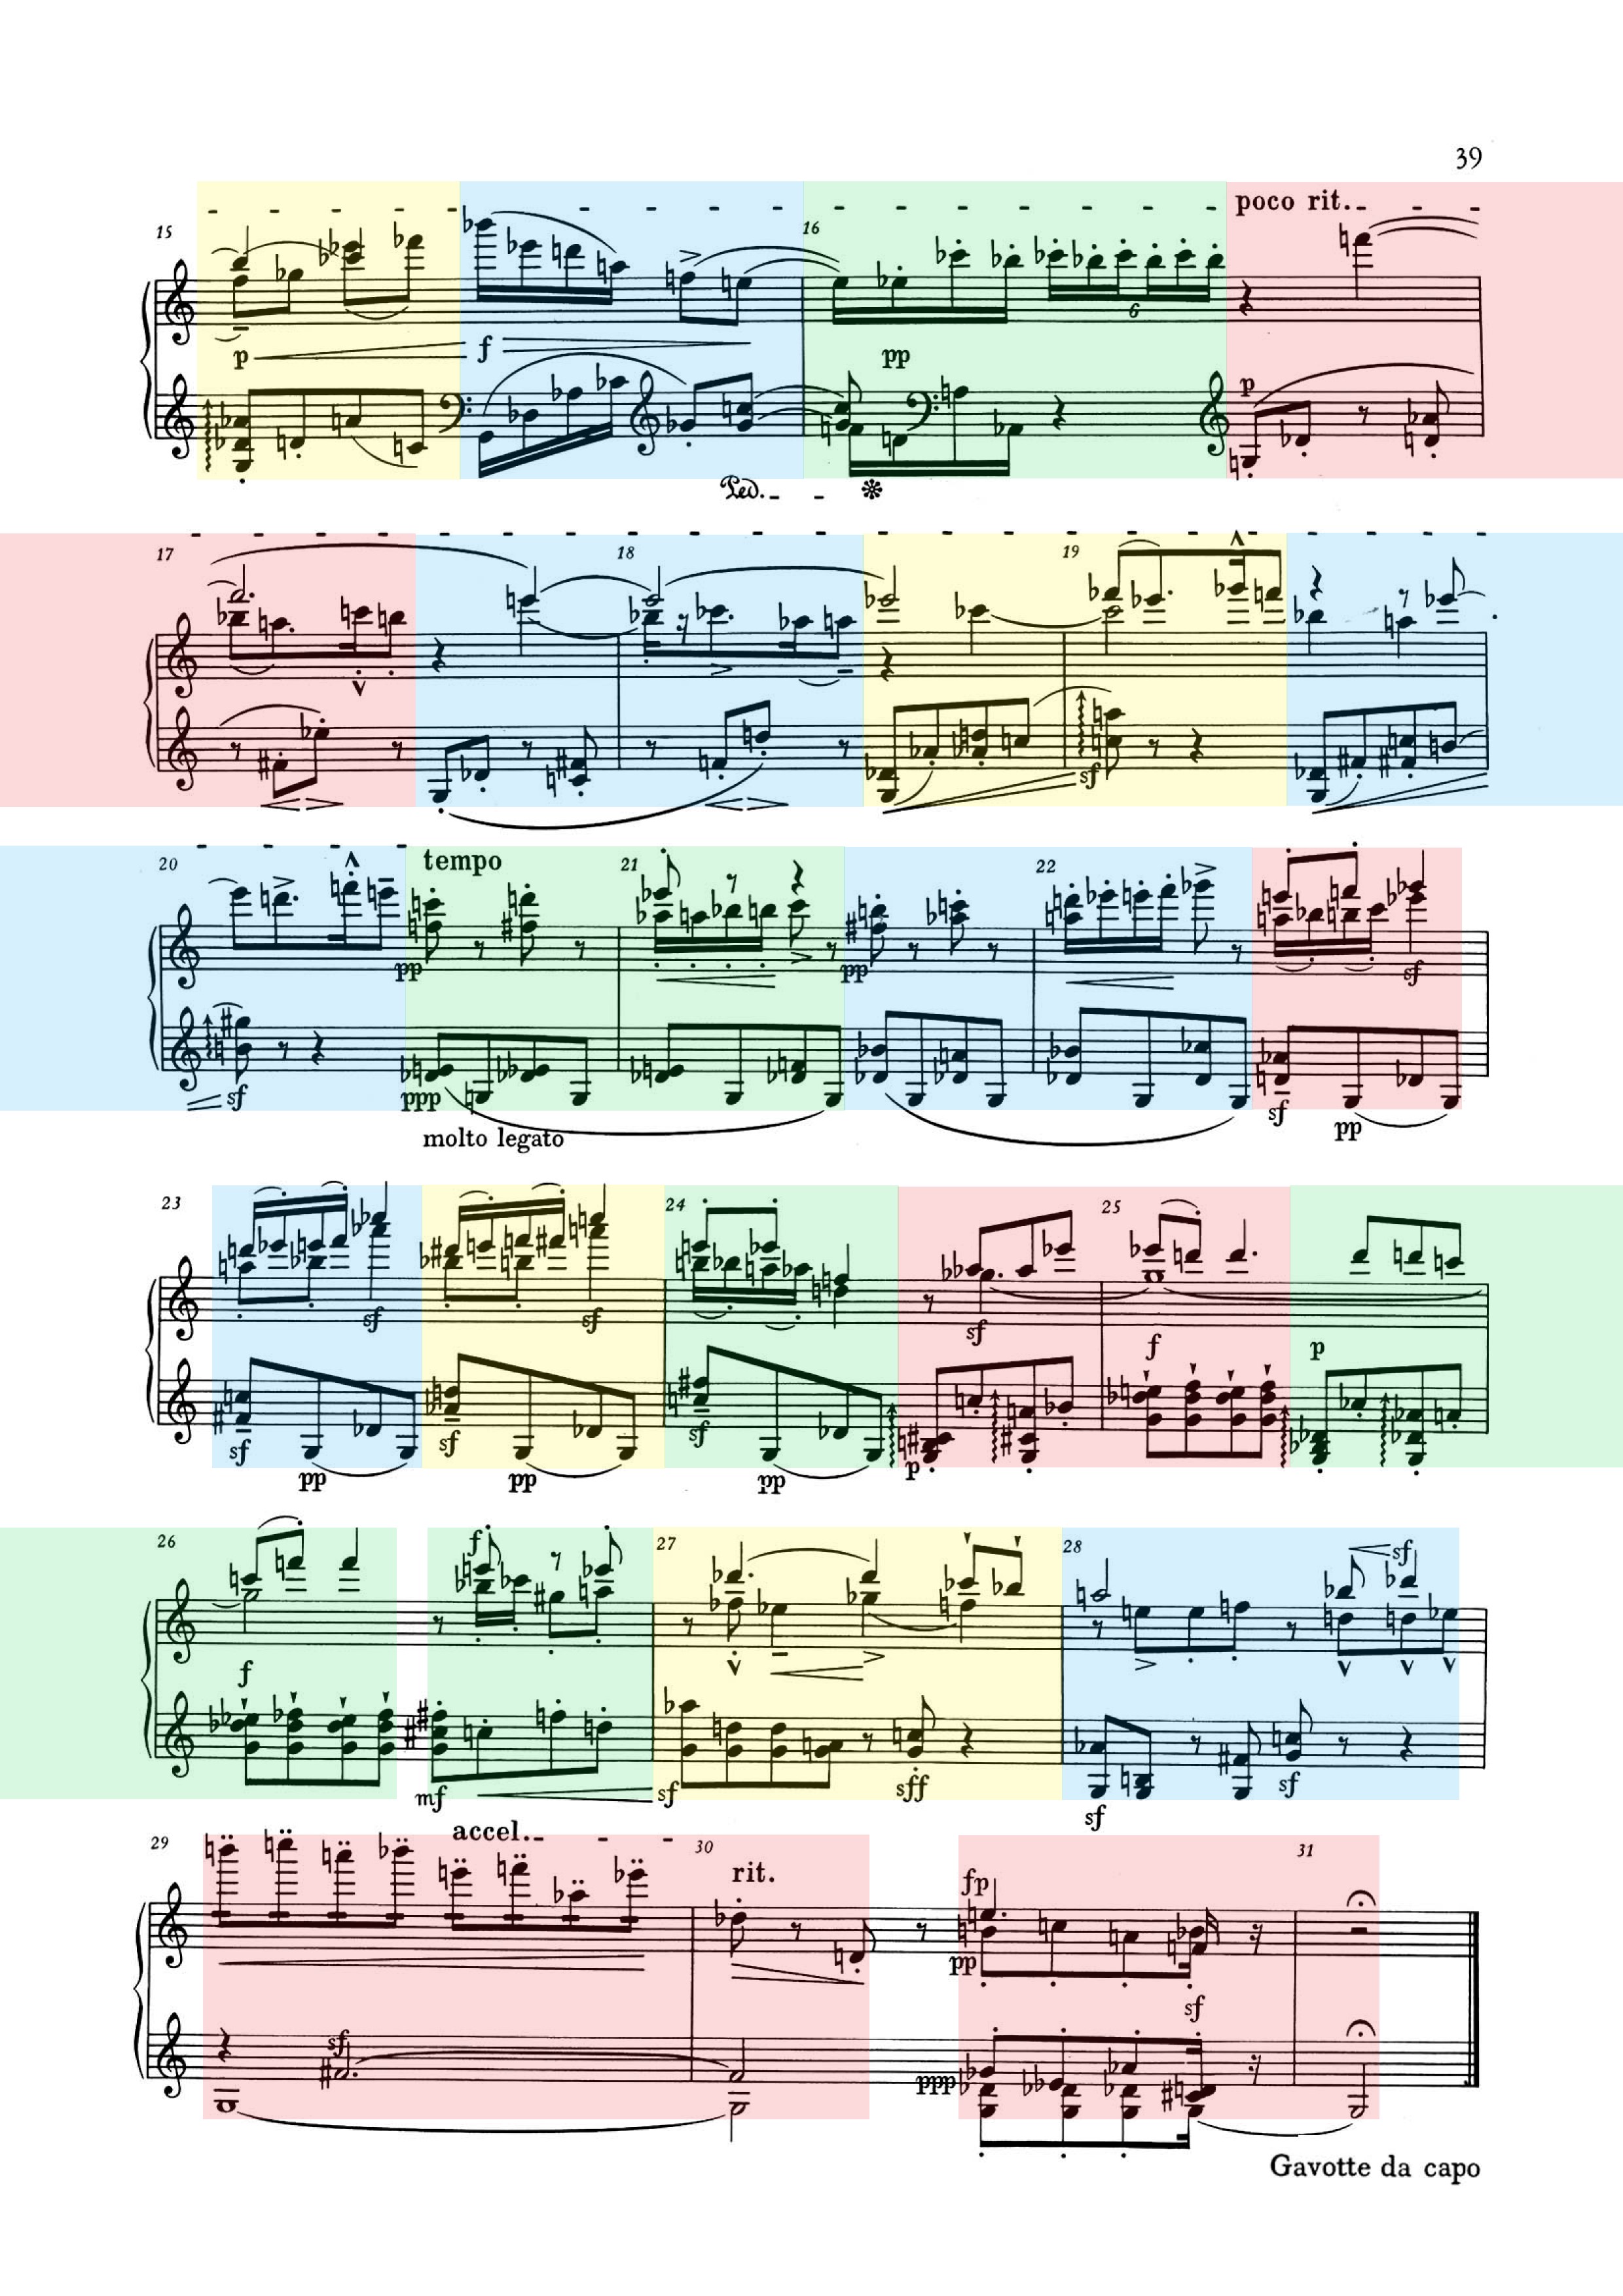 39
poco rit.
15
16
6
p
f
pp
p
Ped.
17
18
19
sf
20
tempo
21
22
pp
pp
sf
sf
ppp
molto legato
sf
pp
23
24
25
sf
sf
sf
f
p
sf
sf
sf
p
pp
pp
pp
26
f
27
28
sf
f
mf
sf
sff
sf
sf
29
accel.
30
31
rit.
fp
pp
sf
sf
ppp
Gavotte da capo